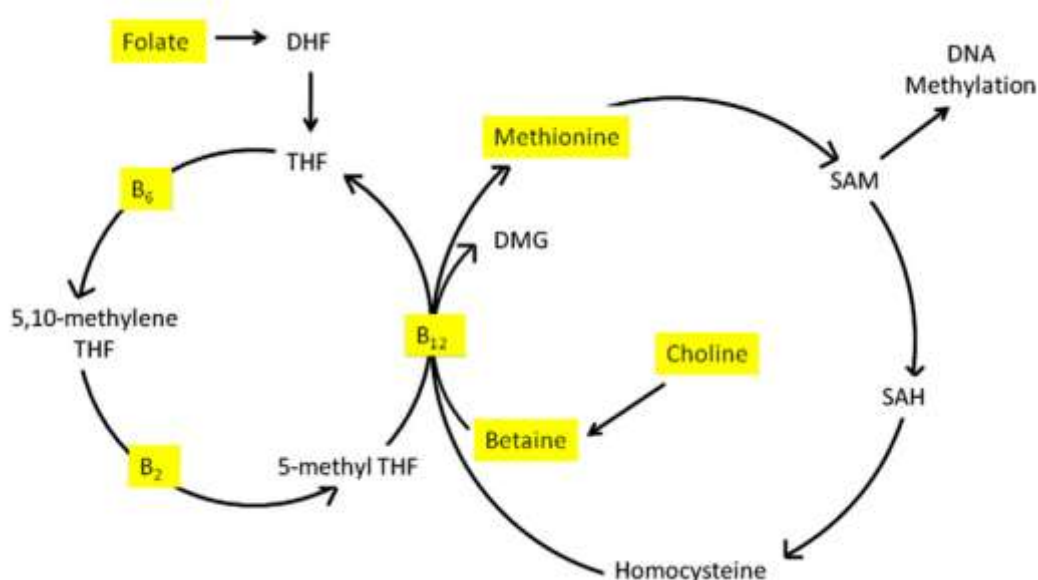 Folate
DHF
DNA
Methylation
Methionine
THF
SAM
B₆
DMG
5,10-methylene
THF
B₁₂
Choline
SAH
Betaine
B₂
5-methyl THF
Homocysteine